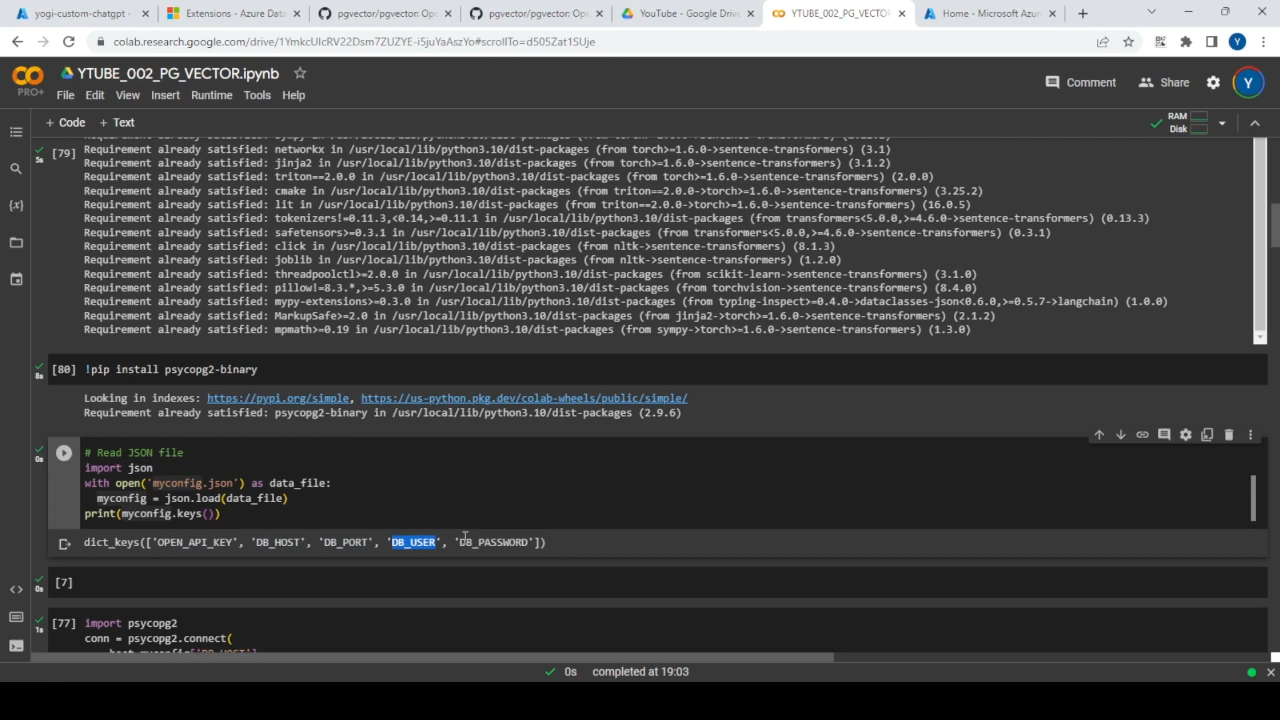 yogi-custom-chatgpt -
Extensions - Azure Data
pgvector/pgvector: Open
pgvector/pgvector: Ope
YouTube - Google Drive
YTUBE_002_PG_VECTOR
Home - Microsoft Azure
colab.research.google.com/drive/1YmkcUIcRV22Dsm7ZUZYE-i5juYaAszYo#scrollTo=d505Zat1SUje
Y
YTUBE_002_PG_VECTOR.ipynb
PRO+
File Edit View Insert Runtime Tools Help
Comment
Share
Y
+ Code + Text
RAM
Disk
5s
[79]
Requirement already satisfied: networkx in /usr/local/lib/python3.10/dist-packages (from torch>=1.6.0->sentence-transformers) (3.1)
Requirement already satisfied: jinja2 in /usr/local/lib/python3.10/dist-packages (from torch>=1.6.0->sentence-transformers) (3.1.2)
Requirement already satisfied: triton==2.0.0 in /usr/local/lib/python3.10/dist-packages (from torch>=1.6.0->sentence-transformers) (2.0.0)
Requirement already satisfied: cmake in /usr/local/lib/python3.10/dist-packages (from triton==2.0.0->torch>=1.6.0->sentence-transformers) (3.25.2)
Requirement already satisfied: lit in /usr/local/lib/python3.10/dist-packages (from triton==2.0.0->torch>=1.6.0->sentence-transformers) (16.0.5)
Requirement already satisfied: tokenizers!=0.11.3,<0.14,>=0.11.1 in /usr/local/lib/python3.10/dist-packages (from transformers<5.0.0,>=4.6.0->sentence-transformers) (0.13.3)
Requirement already satisfied: safetensors>=0.3.1 in /usr/local/lib/python3.10/dist-packages (from transformers<5.0.0,>=4.6.0->sentence-transformers) (0.3.1)
Requirement already satisfied: click in /usr/local/lib/python3.10/dist-packages (from nltk->sentence-transformers) (8.1.3)
Requirement already satisfied: joblib in /usr/local/lib/python3.10/dist-packages (from nltk->sentence-transformers) (1.2.0)
Requirement already satisfied: threadpoolctl>=2.0.0 in /usr/local/lib/python3.10/dist-packages (from scikit-learn->sentence-transformers) (3.1.0)
Requirement already satisfied: pillow!=8.3.*,>=5.3.0 in /usr/local/lib/python3.10/dist-packages (from torchvision->sentence-transformers) (8.4.0)
Requirement already satisfied: mypy-extensions>=0.3.0 in /usr/local/lib/python3.10/dist-packages (from typing-inspect>=0.4.0->dataclasses-json<0.6.0,>=0.5.7->langchain) (1.0.0)
Requirement already satisfied: MarkupSafe>=2.0 in /usr/local/lib/python3.10/dist-packages (from jinja2->torch>=1.6.0->sentence-transformers) (2.1.2)
Requirement already satisfied: mpmath>=0.19 in /usr/local/lib/python3.10/dist-packages (from sympy->torch>=1.6.0->sentence-transformers) (1.3.0)
8s
[80] !pip install psycopg2-binary
Looking in indexes: https://pypi.org/simple, https://us-python.pkg.dev/colab-wheels/public/simple/
Requirement already satisfied: psycopg2-binary in /usr/local/lib/python3.10/dist-packages (2.9.6)
0s
# Read JSON file
import json
with open('myconfig.json') as data_file:
myconfig = json.load(data_file)
print(myconfig.keys())
dict_keys(['OPEN_API_KEY', 'DB_HOST', 'DB_PORT', 'DB_USER', 'DB_PASSWORD'])
0s
[7]
1s
[77] import psycopg2
conn = psycopg2.connect(
0s completed at 19:03